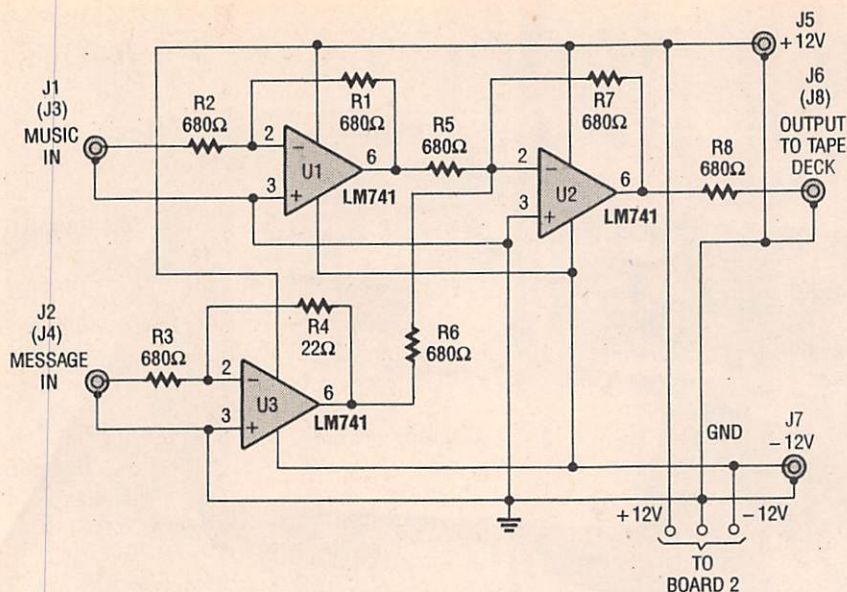 J1
(J3)
MUSIC
IN
R2
680Ω
R1
680Ω
2
−
3
+
U1
6
LM741
R5
680Ω
R7
680Ω
2
−
3
+
U2
6
LM741
R8
680Ω
J5
+12V
J6
(J8)
OUTPUT
TO TAPE
DECK
J2
(J4)
MESSAGE
IN
R3
680Ω
R4
22Ω
2
−
3
+
U3
6
LM741
R6
680Ω
GND
J7
−12V
+12V
−12V
TO
BOARD 2